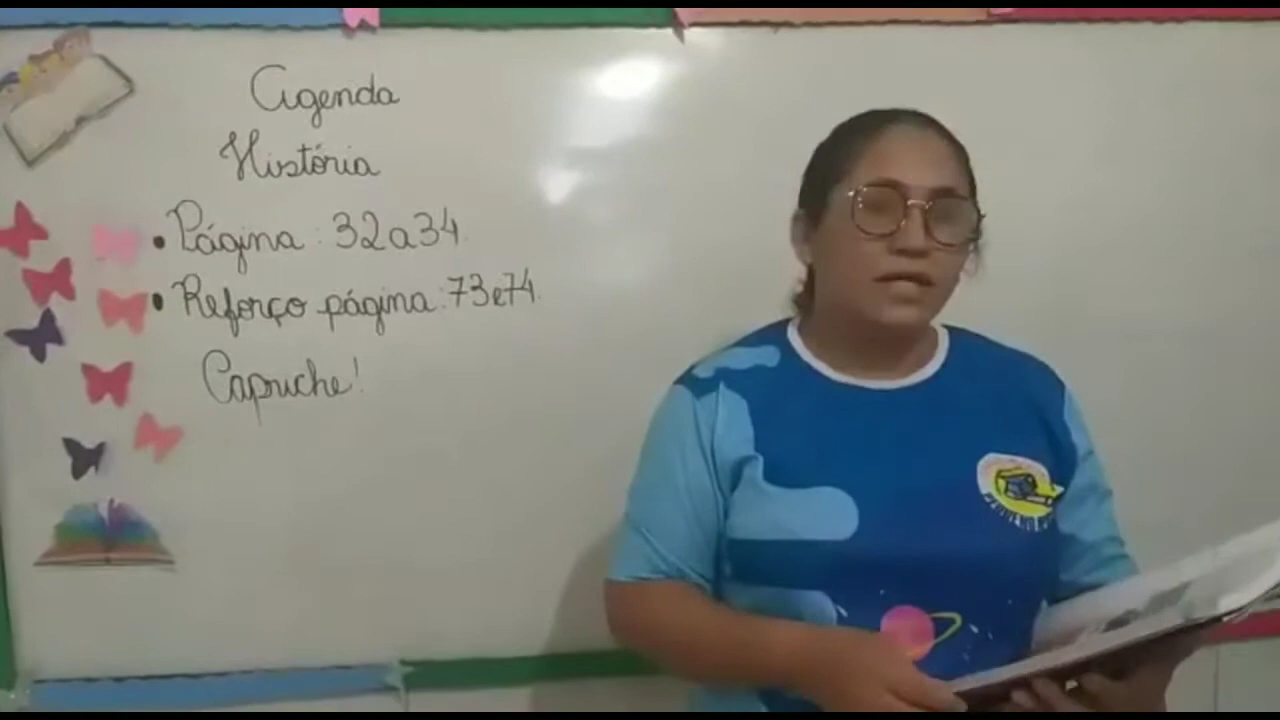 Agenda
História
• Página: 32 a 34.
• Reforço página: 73 e 74.
Capriche!